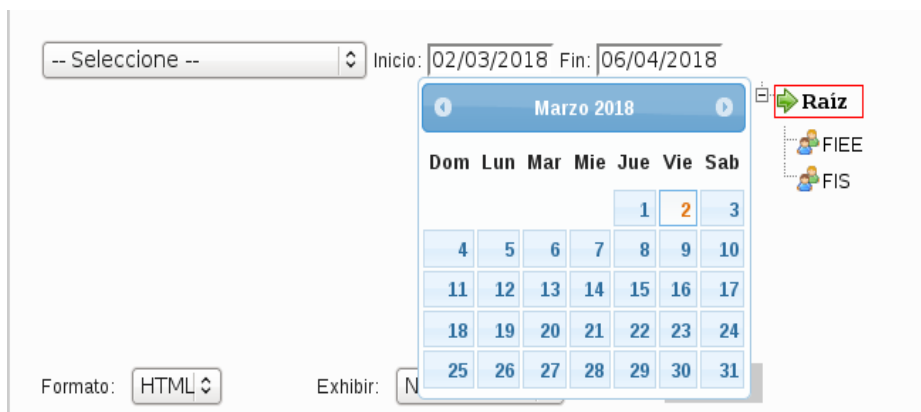 -- Seleccione -- Inicio: 02/03/2018 Fin: 06/04/2018
Marzo 2018
Raíz
FIEE
FIS
Dom Lun Mar Mie Jue Vie Sab
1 2 3
4 5 6 7 8 9 10
11 12 13 14 15 16 17
18 19 20 21 22 23 24
25 26 27 28 29 30 31
Formato: HTML Exhibir: N